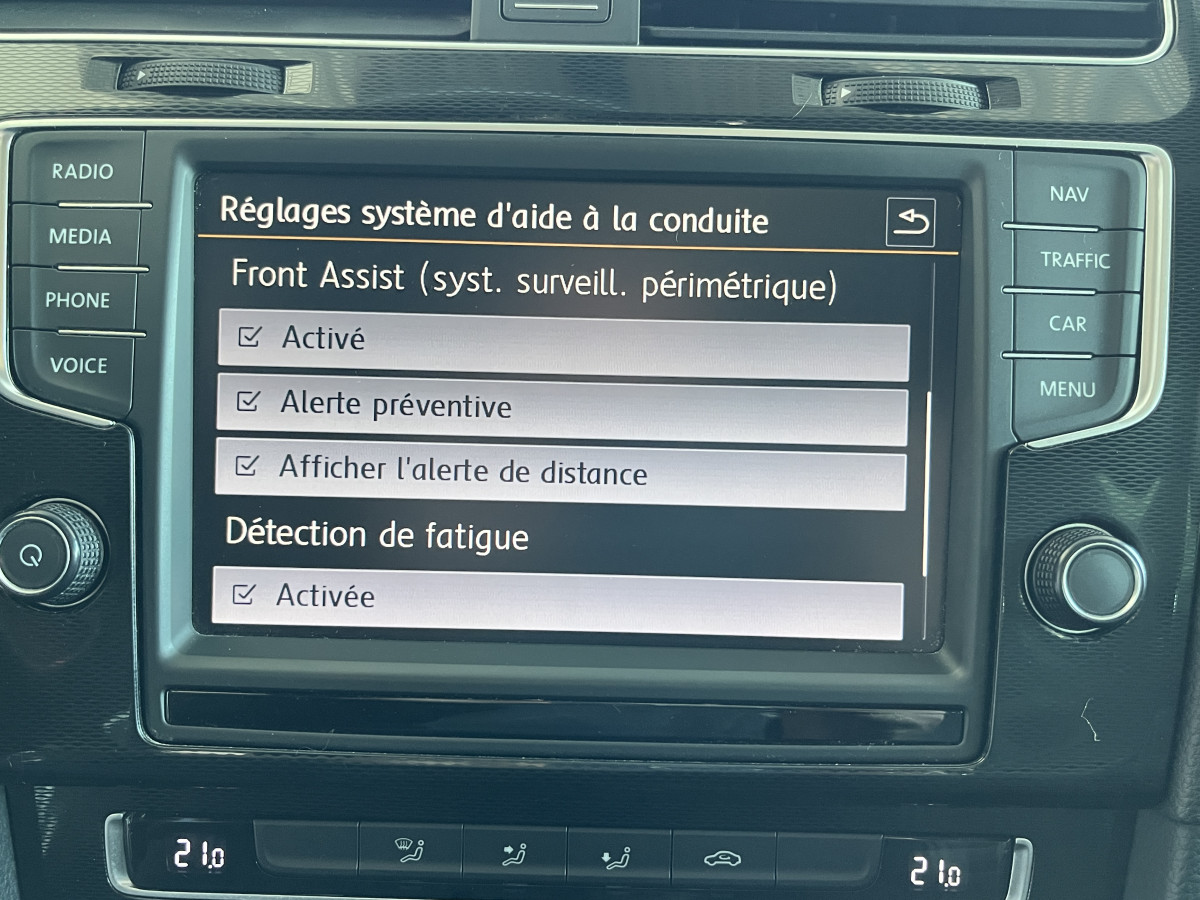 RADIO
MEDIA
PHONE
VOICE
Réglages système d'aide à la conduite
Front Assist (syst. surveill. périmétrique)
Activé
Alerte préventive
Afficher l'alerte de distance
Détection de fatigue
Activée
NAV
TRAFFIC
CAR
MENU
21.0
21.0